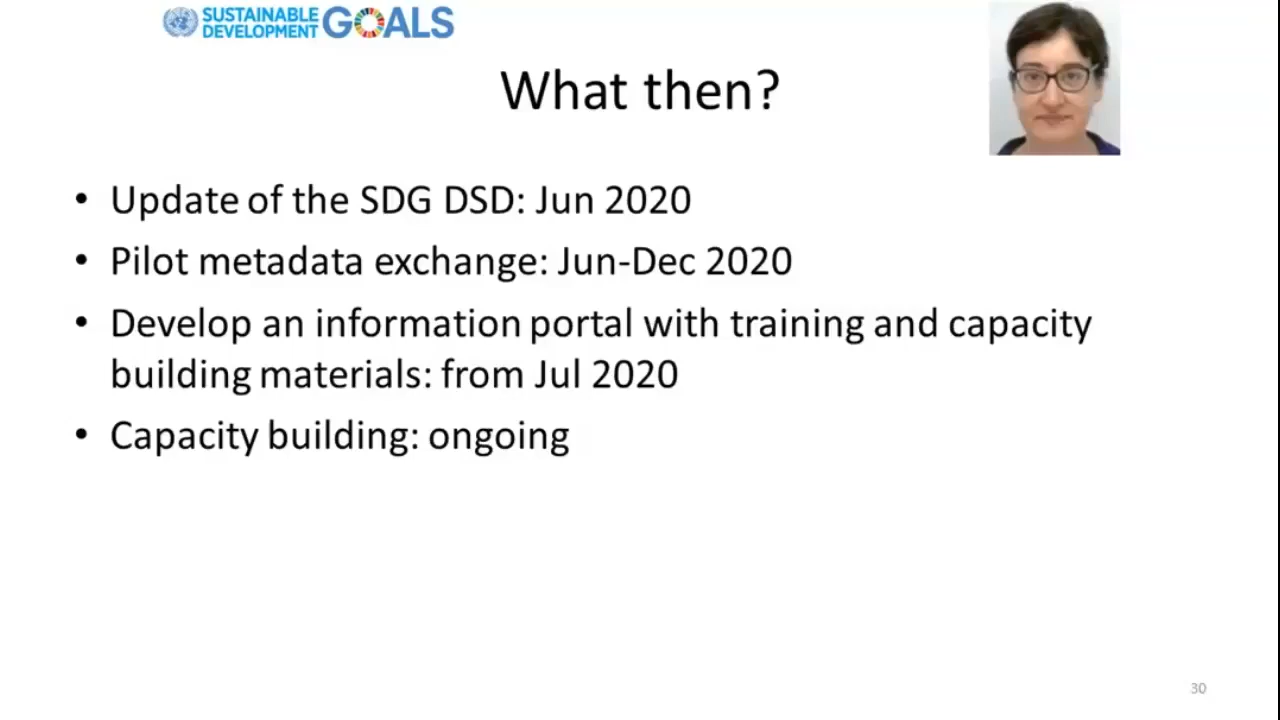 SUSTAINABLE
DEVELOPMENT GOALS
What then?
• Update of the SDG DSD: Jun 2020
• Pilot metadata exchange: Jun-Dec 2020
• Develop an information portal with training and capacity
building materials: from Jul 2020
• Capacity building: ongoing
30